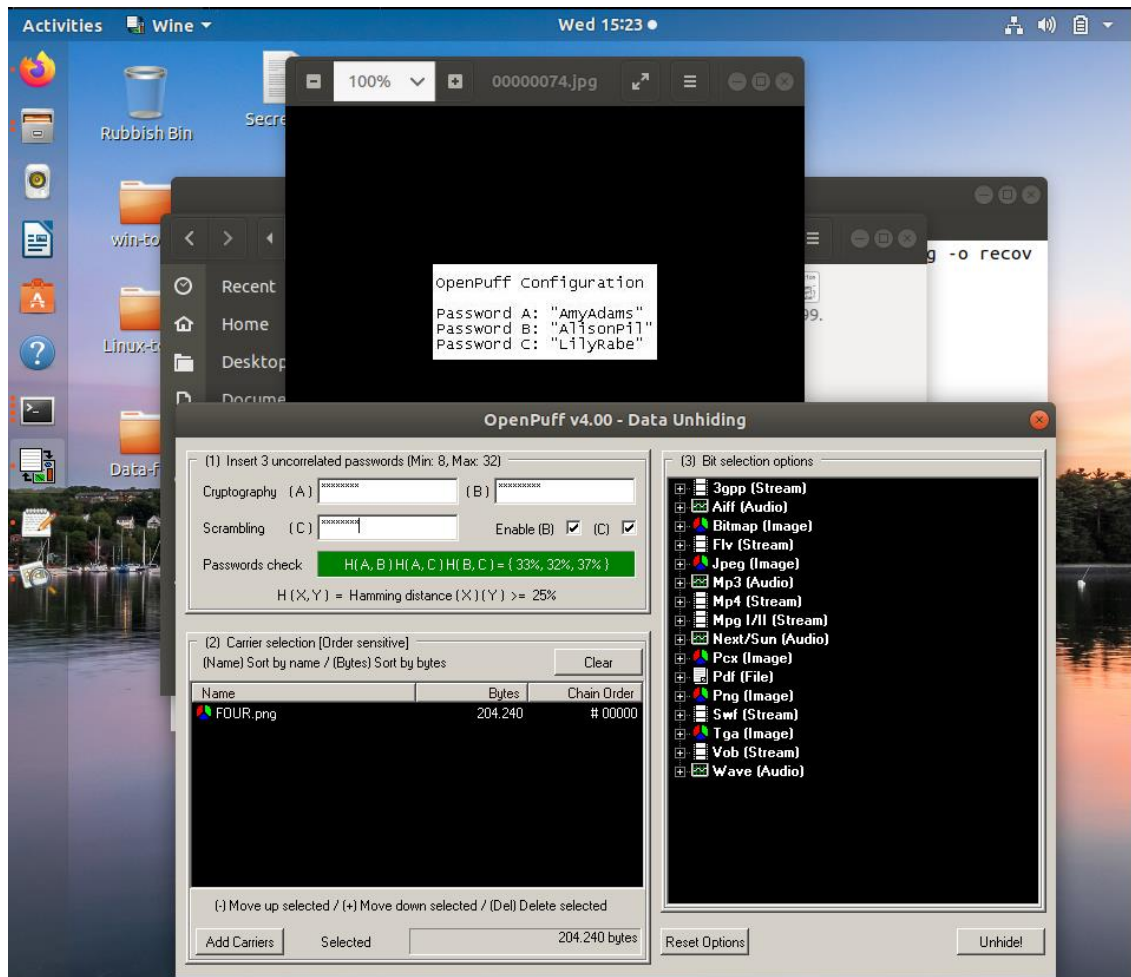 Activities Wine Wed 15:23
100% 00000074.jpg
Rubbish Bin
Secre
win-to
g -o recov
Recent
99.
Home
Linux-t
Desktop
Docume
Data-f
OpenPuff Configuration
Password A: "AmyAdams"
Password B: "AlisonPil"
Password C: "LilyRabe"
OpenPuff v4.00 - Data Unhiding
(1) Insert 3 uncorrelated passwords (Min: 8, Max: 32)
Cryptography (A) xxxxxxxx (B) xxxxxxxxx
Scrambling (C) xxxxxxxx Enable (B) (C)
Passwords check H(A, B) H(A, C) H(B, C) = { 33%, 32%, 37% }
H (X, Y) = Hamming distance (X) (Y) >= 25%
(2) Carrier selection [Order sensitive]
(Name) Sort by name / (Bytes) Sort by bytes Clear
Name Bytes Chain Order
FOUR.png 204.240 # 00000
(-) Move up selected / (+) Move down selected / (Del) Delete selected
Add Carriers Selected 204.240 bytes
(3) Bit selection options
3gpp (Stream)
Aiff (Audio)
Bitmap (Image)
Flv (Stream)
Jpeg (Image)
Mp3 (Audio)
Mp4 (Stream)
Mpg I/II (Stream)
Next/Sun (Audio)
Pcx (Image)
Pdf (File)
Png (Image)
Swf (Stream)
Tga (Image)
Vob (Stream)
Wave (Audio)
Reset Options Unhide!